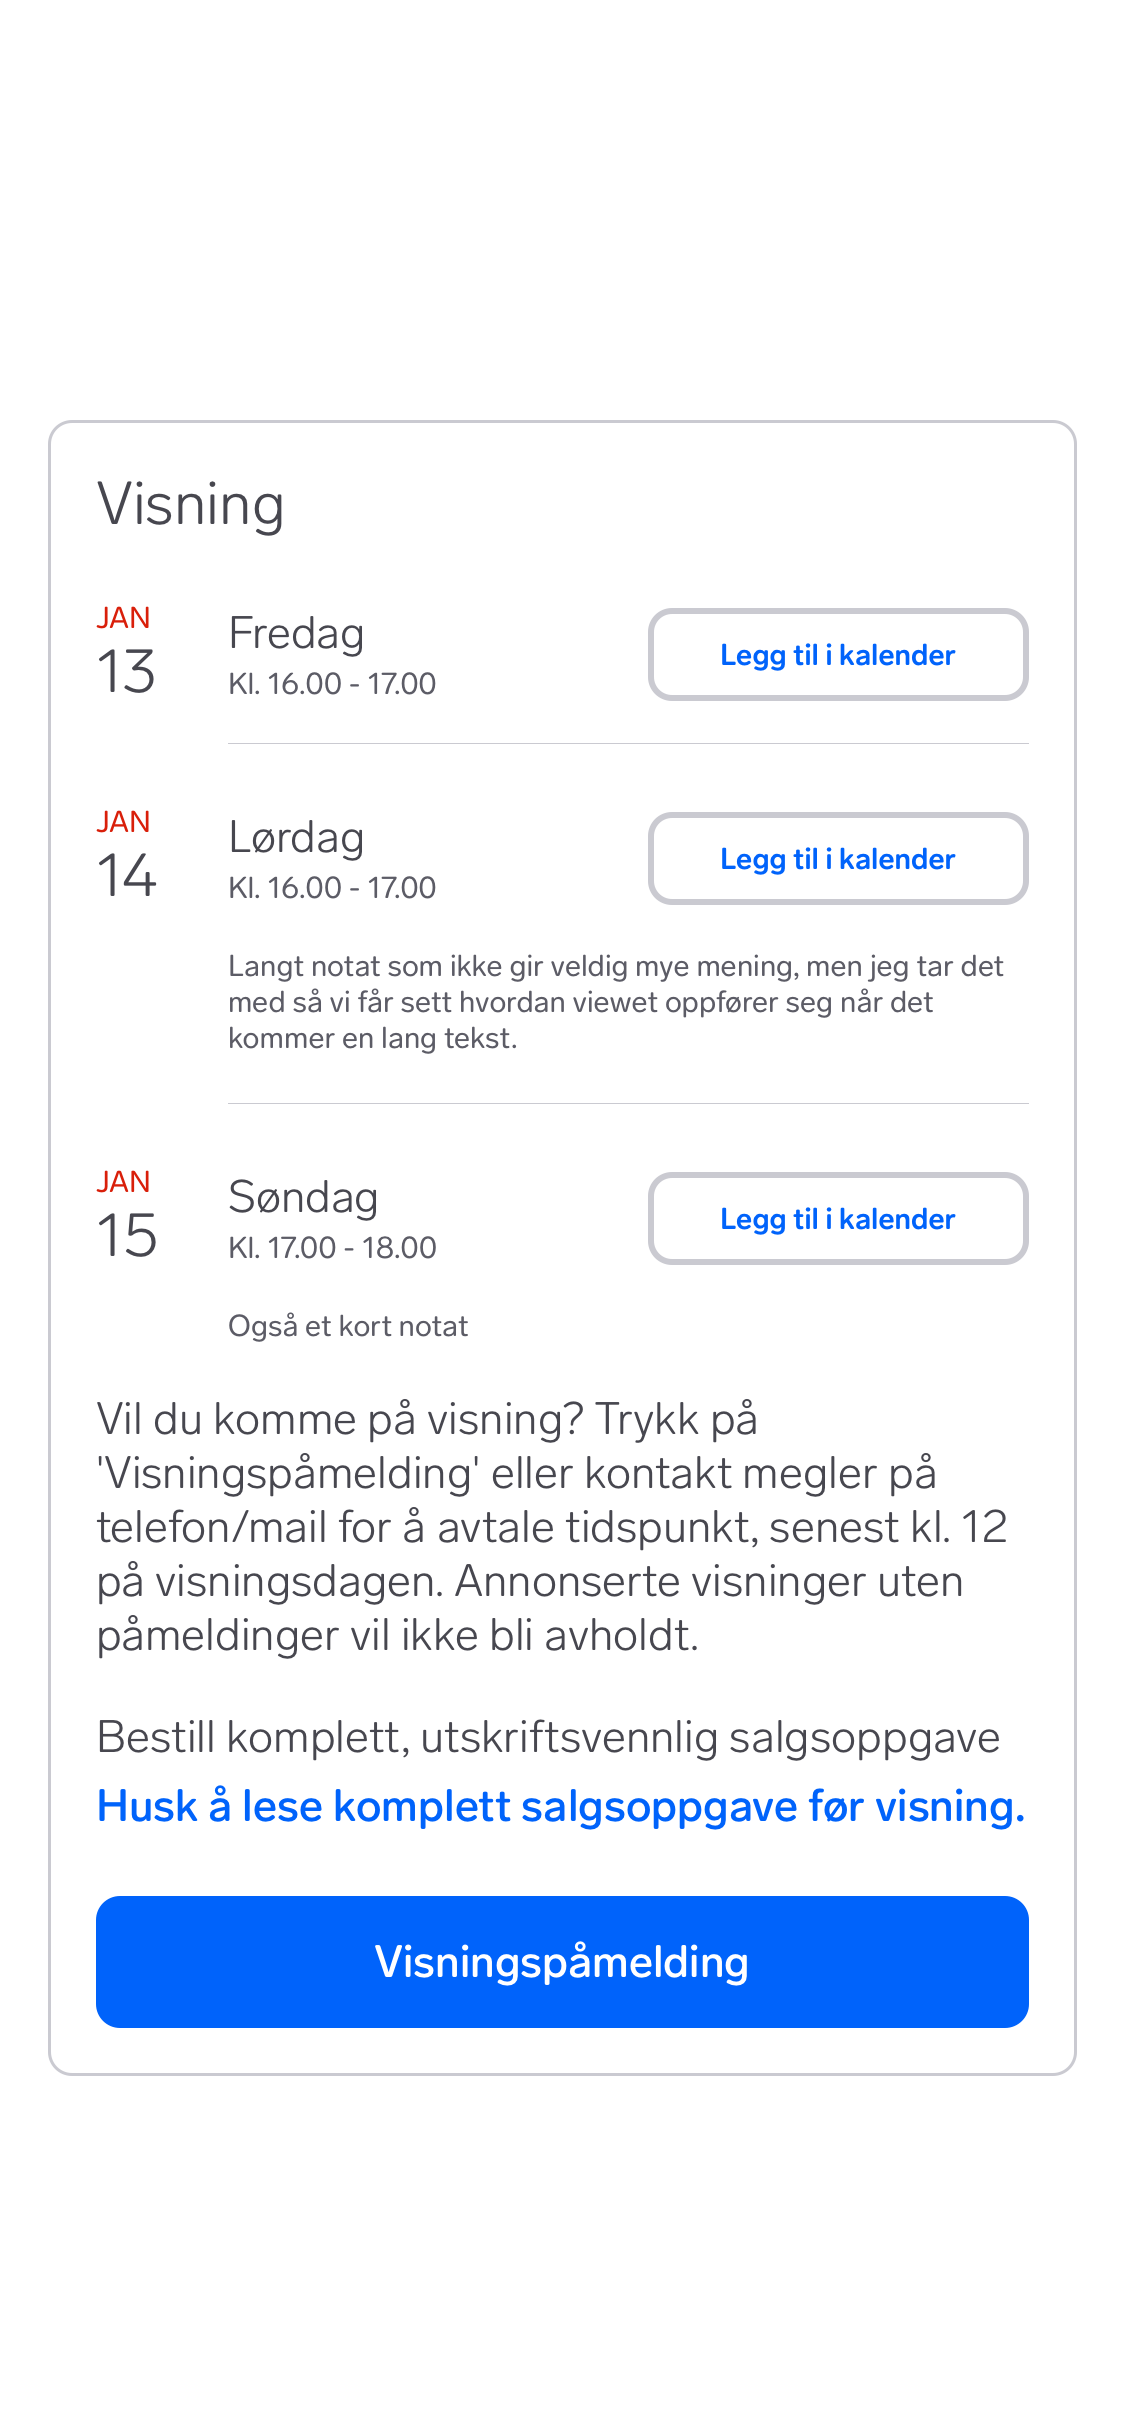 Visning
JAN
13
Fredag
Kl. 16.00 - 17.00
Legg til i kalender
JAN
14
Lørdag
Kl. 16.00 - 17.00
Legg til i kalender
Langt notat som ikke gir veldig mye mening, men jeg tar det
med så vi får sett hvordan viewet oppfører seg når det
kommer en lang tekst.
JAN
15
Søndag
Kl. 17.00 - 18.00
Legg til i kalender
Også et kort notat
Vil du komme på visning? Trykk på
'Visningspåmelding' eller kontakt megler på
telefon/mail for å avtale tidspunkt, senest kl. 12
på visningsdagen. Annonserte visninger uten
påmeldinger vil ikke bli avholdt.
Bestill komplett, utskriftsvennlig salgsoppgave
Husk å lese komplett salgsoppgave før visning.
Visningspåmelding